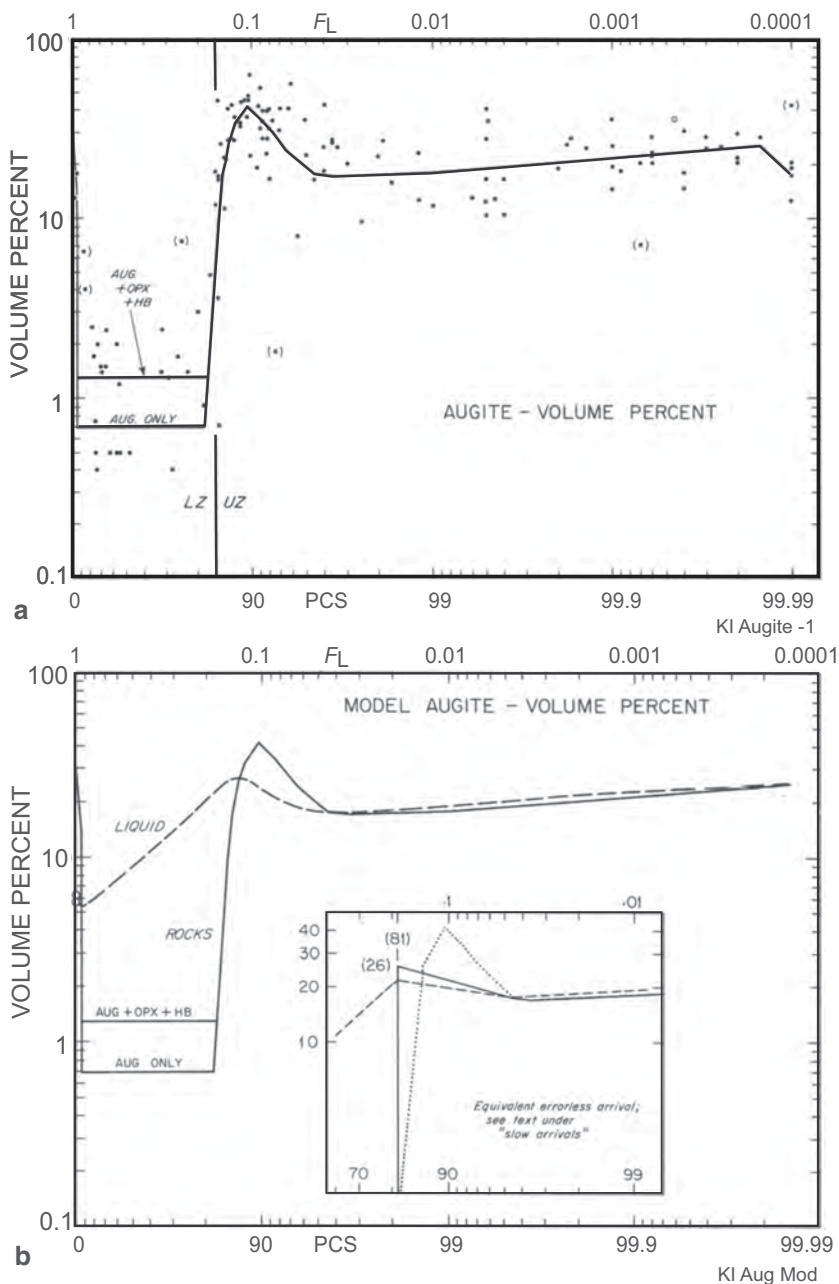 1 0.1 FL 0.01 0.001 0.0001
100
10
1
0.1
VOLUME PERCENT
AUG.
+OPX
+HB
AUG. ONLY
AUGITE – VOLUME PERCENT
LZ UZ
0 90 PCS 99 99.9 99.99
a
KI Augite -1
1 0.1 FL 0.01 0.001 0.0001
100
10
1
0.1
VOLUME PERCENT
MODEL AUGITE – VOLUME PERCENT
LIQUID
ROCKS
AUG + OPX + HB
AUG ONLY
.1 .01
40
30
20
10
(81)
(26)
Equivalent errorless arrival;
see text under
"slow arrivals"
70 90 99
0 90 PCS 99 99.9 99.99
b
KI Aug Mod